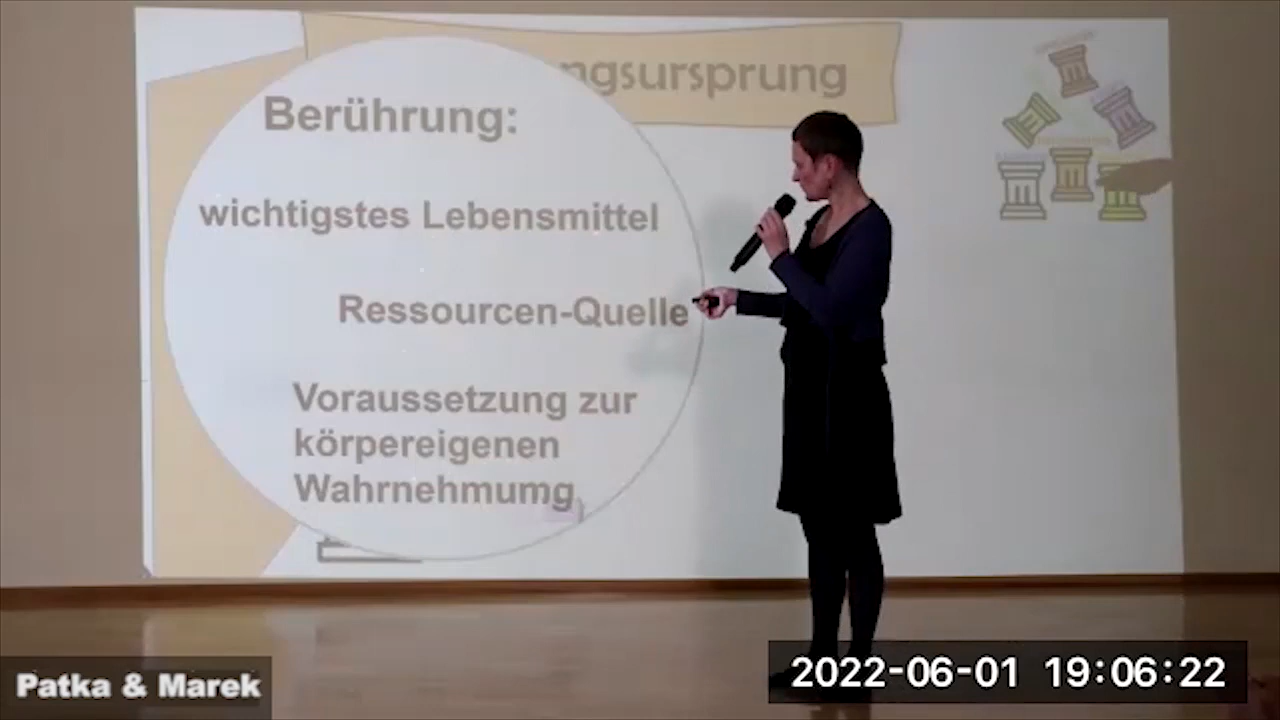 ngsursprung
Berührung:
wichtigstes Lebensmittel
Ressourcen-Quelle
Voraussetzung zur
körpereigenen
Wahrnehmumg
Patka & Marek
2022-06-01 19:06:22